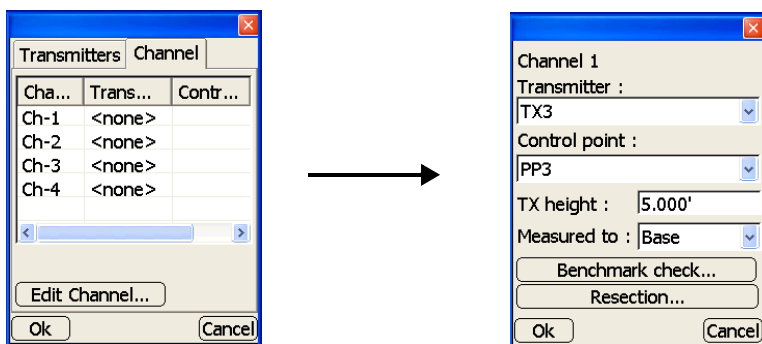 Transmitters Channel
Cha... Trans... Contr...
Ch-1 <none>
Ch-2 <none>
Ch-3 <none>
Ch-4 <none>
Edit Channel...
Ok Cancel
Channel 1
Transmitter :
TX3
Control point :
PP3
TX height : 5.000'
Measured to : Base
Benchmark check...
Resection...
Ok Cancel